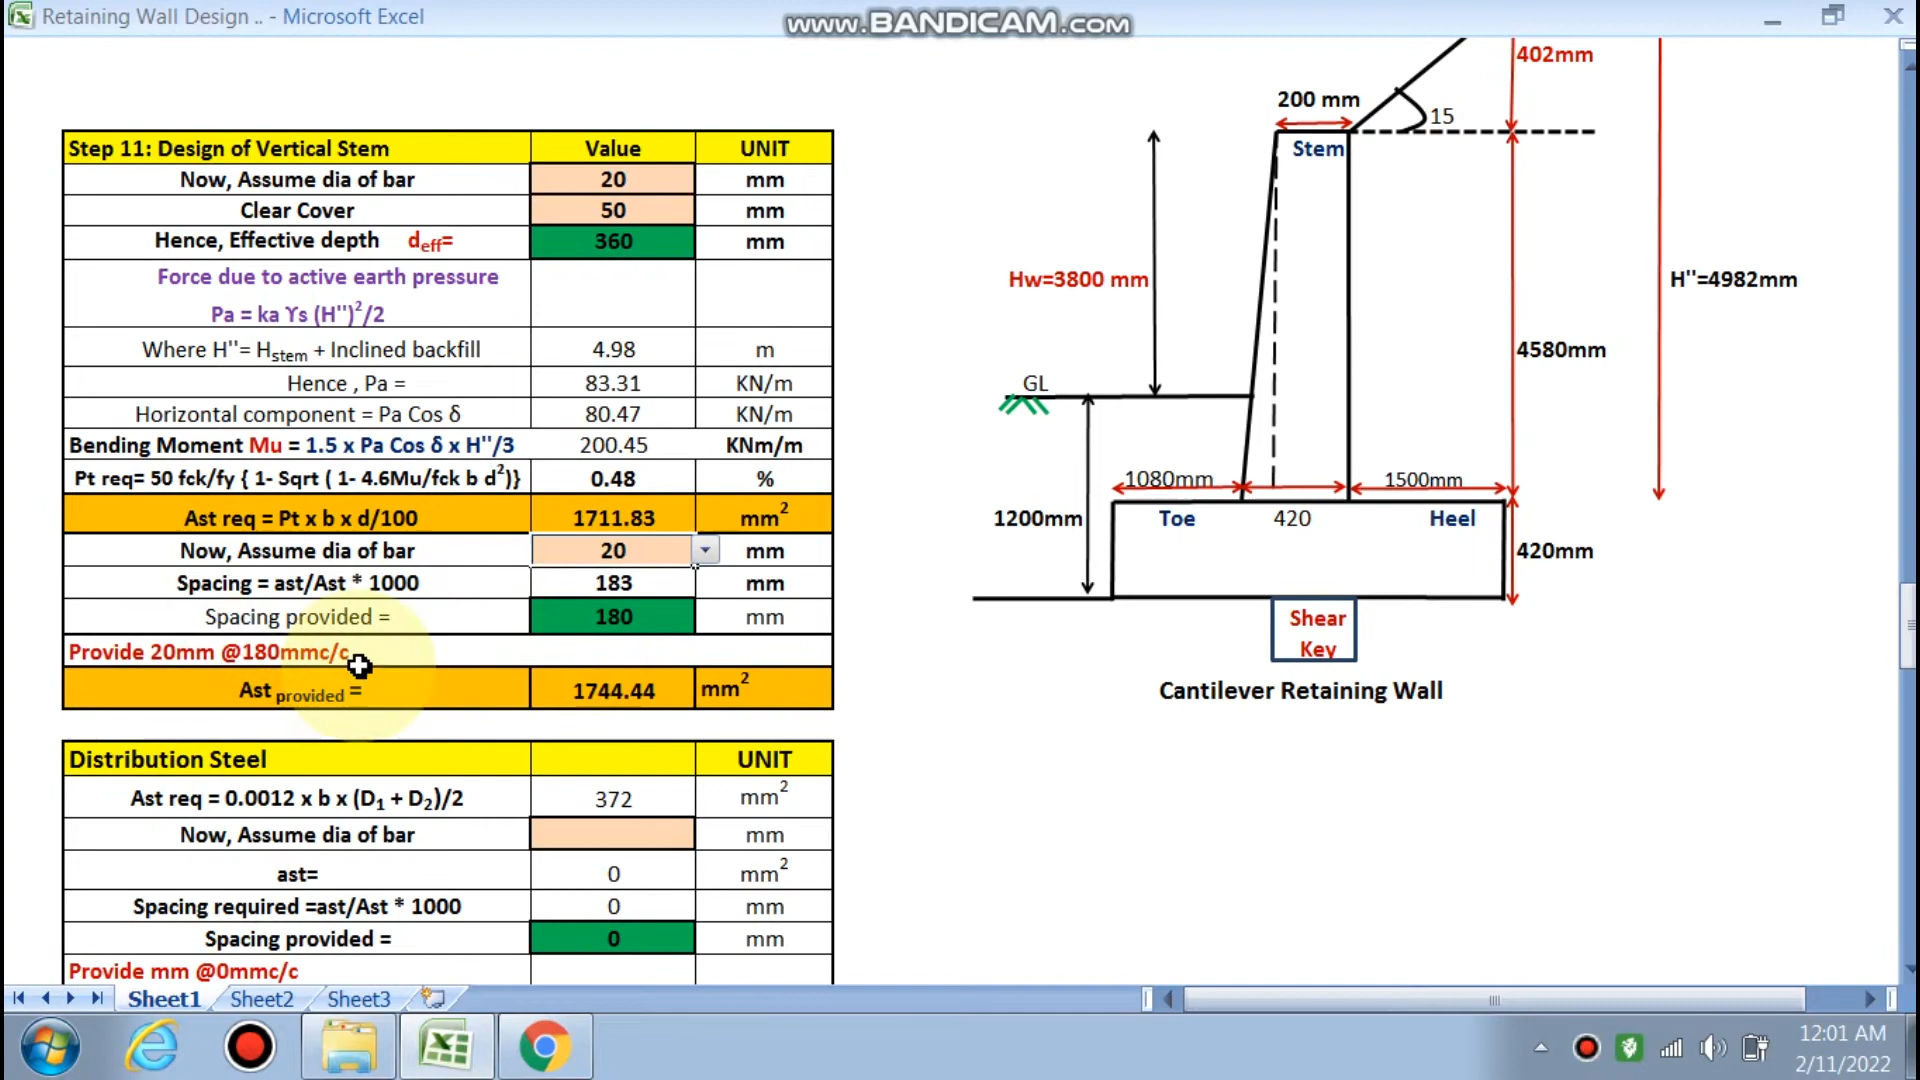 Retaining Wall Design .. - Microsoft Excel
www.BANDICAM.com
Step 11: Design of Vertical Stem Value UNIT
Now, Assume dia of bar 20 mm
Clear Cover 50 mm
Hence, Effective depth deff= 360 mm
Force due to active earth pressure
Pa = ka ϒs (H'')²/2
Where H''= Hstem + Inclined backfill 4.98 m
Hence , Pa = 83.31 KN/m
Horizontal component = Pa Cos δ 80.47 KN/m
Bending Moment Mu = 1.5 x Pa Cos δ x H''/3 200.45 KNm/m
Pt req= 50 fck/fy { 1- Sqrt ( 1- 4.6Mu/fck b d²)} 0.48 %
Ast req = Pt x b x d/100 1711.83 mm²
Now, Assume dia of bar 20 mm
Spacing = ast/Ast * 1000 183 mm
Spacing provided = 180 mm
Provide 20mm @180mmc/c
Ast provided = 1744.44 mm²
Distribution Steel UNIT
Ast req = 0.0012 x b x (D₁ + D₂)/2 372 mm²
Now, Assume dia of bar mm
ast= 0 mm²
Spacing required =ast/Ast * 1000 0 mm
Spacing provided = 0 mm
Provide mm @0mmc/c
402mm
200 mm
15
Stem
Hw=3800 mm
H''=4982mm
4580mm
GL
1080mm
1500mm
1200mm
Toe
420
Heel
420mm
Shear
Key
Cantilever Retaining Wall
Sheet1 Sheet2 Sheet3
12:01 AM
2/11/2022